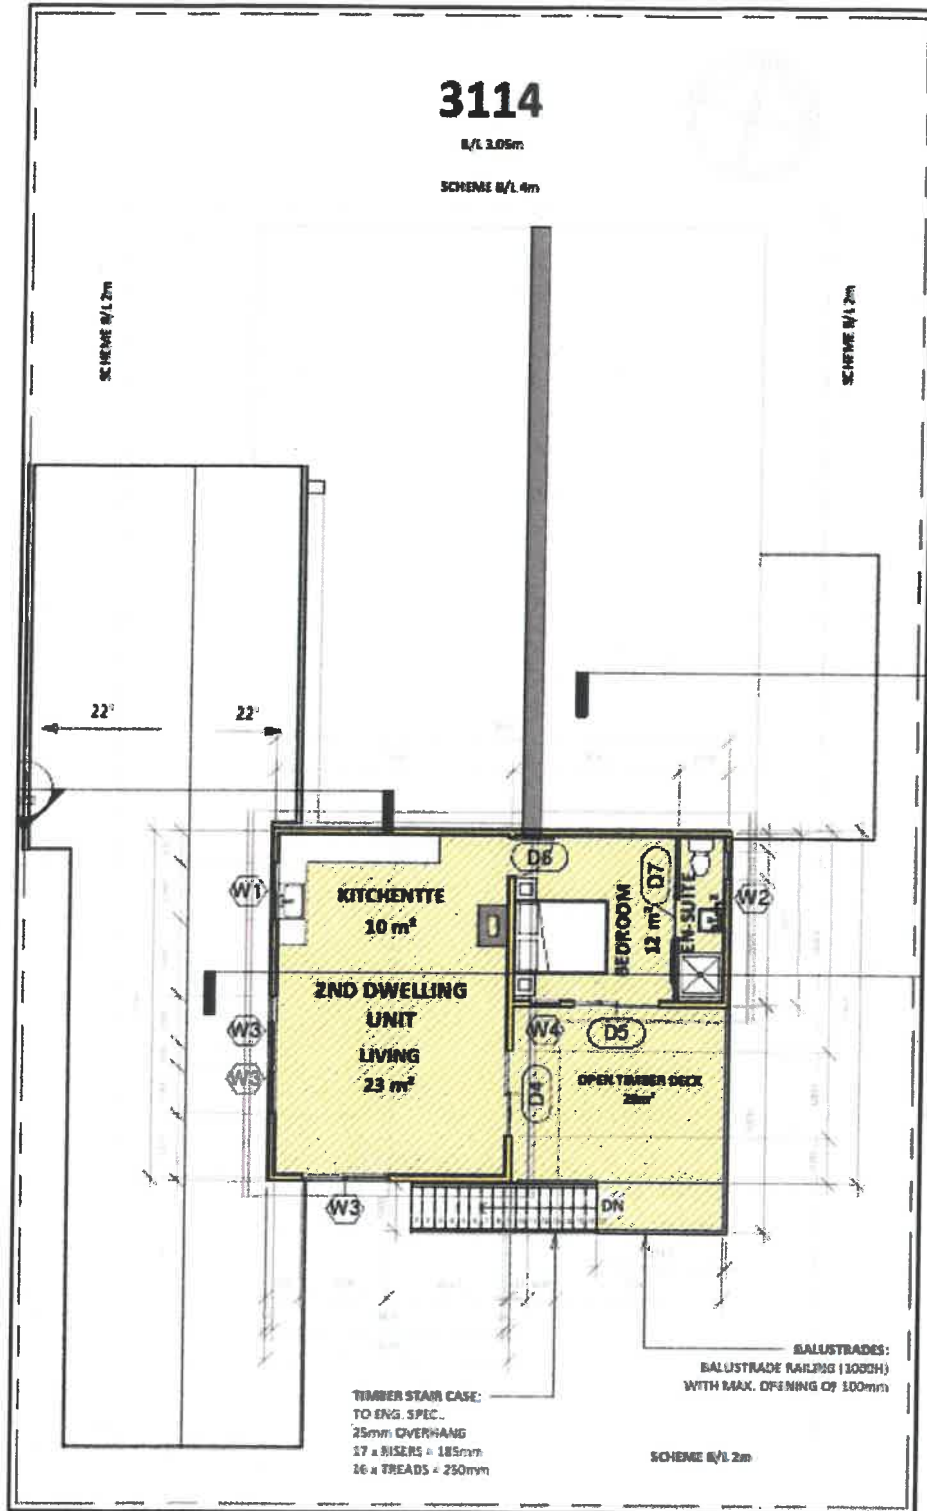 3114
B/L 3.05m
SCHEME B/L 4m
SCHEME B/L 2m
SCHEME B/L 2m
22°
22°
D6
D7
W1
W2
KITCHENTTE
10 m²
BEDROOM
12 m²
EN-SUITE
2ND DWELLING
UNIT
LIVING
23 m²
W3
W3
W4
D5
D4
OPEN TIMBER DECK
W3
DN
BALUSTRADES:
BALUSTRADE RAILING (1000H)
WITH MAX. OPENING OF 100mm
TIMBER STAIR CASE:
TO ENG. SPEC..
25mm OVERHANG
17 x RISERS = 185mm
16 x TREADS = 250mm
SCHEME B/L 2m